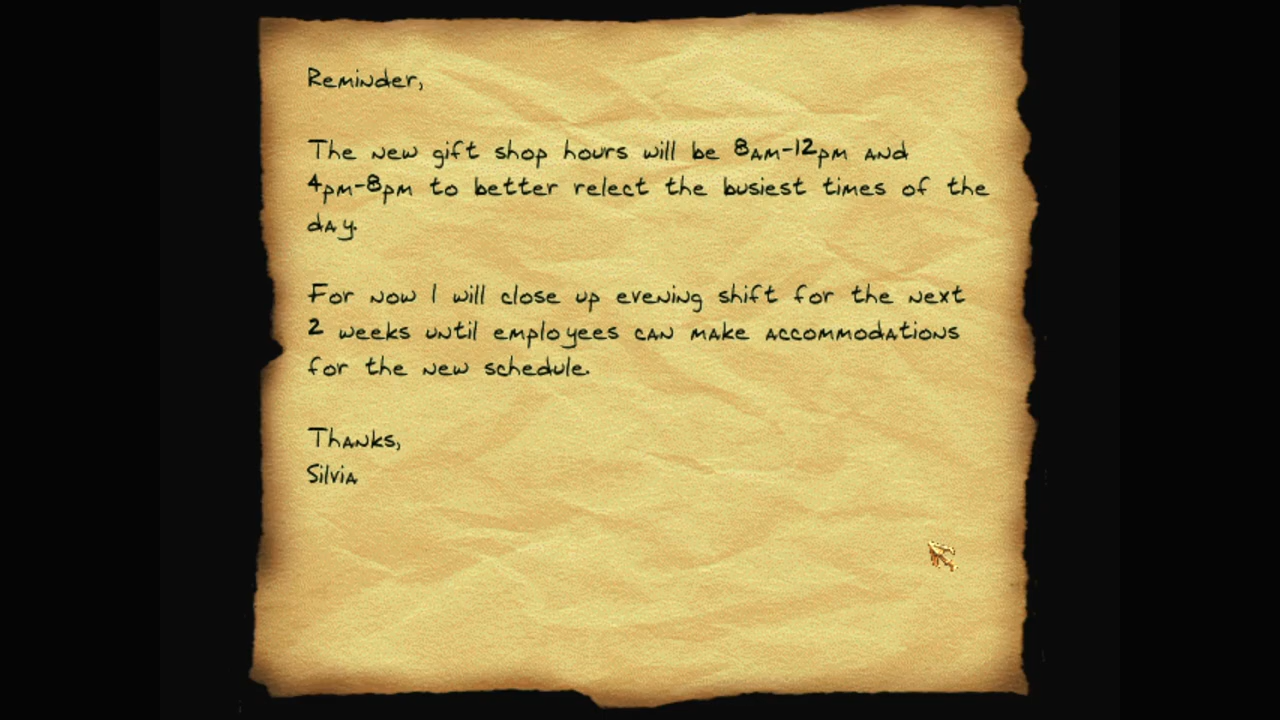 Reminder,
The new gift shop hours will be 8am-12pm and
4pm-8pm to better relect the busiest times of the
day.
For now I will close up evening shift for the next
2 weeks until employees can make accommodations
for the new schedule.
Thanks,
Silvia